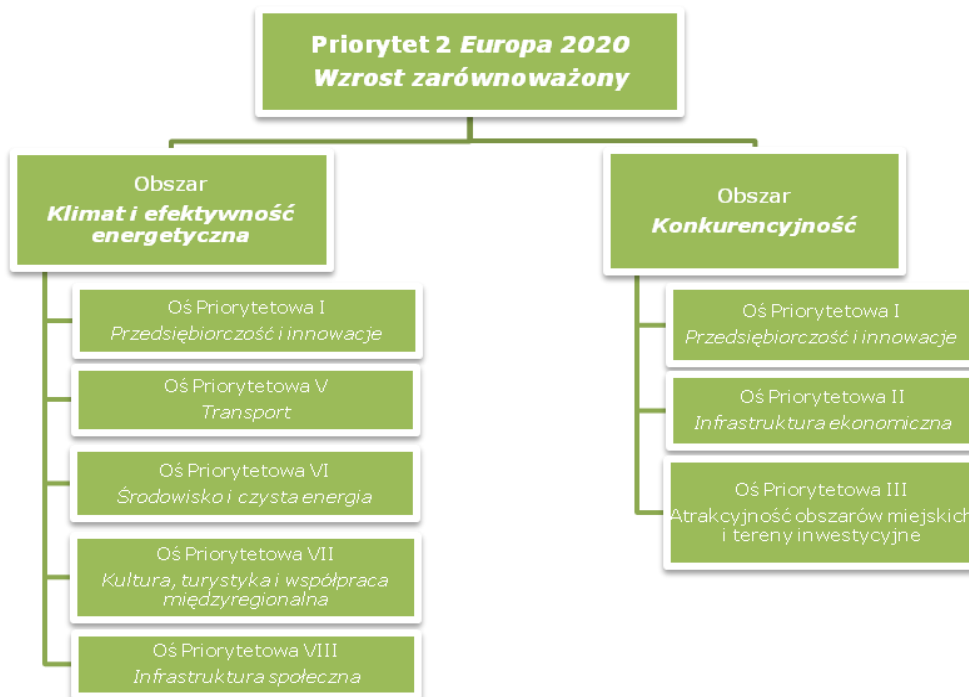 Priorytet 2 Europa 2020
Wzrost zarównoważony
Obszar
Klimat i efektywność
energetyczna
Oś Priorytetowa I
Przedsiębiorczość i innowacje
Oś Priorytetowa V
Transport
Oś Priorytetowa VI
Środowisko i czysta energia
Oś Priorytetowa VII
Kultura, turystyka i współpraca
międzyregionalna
Oś Priorytetowa VIII
Infrastruktura społeczna
Obszar
Konkurencyjność
Oś Priorytetowa I
Przedsiębiorczość i innowacje
Oś Priorytetowa II
Infrastruktura ekonomiczna
Oś Priorytetowa III
Atrakcyjność obszarów miejskich
i tereny inwestycyjne